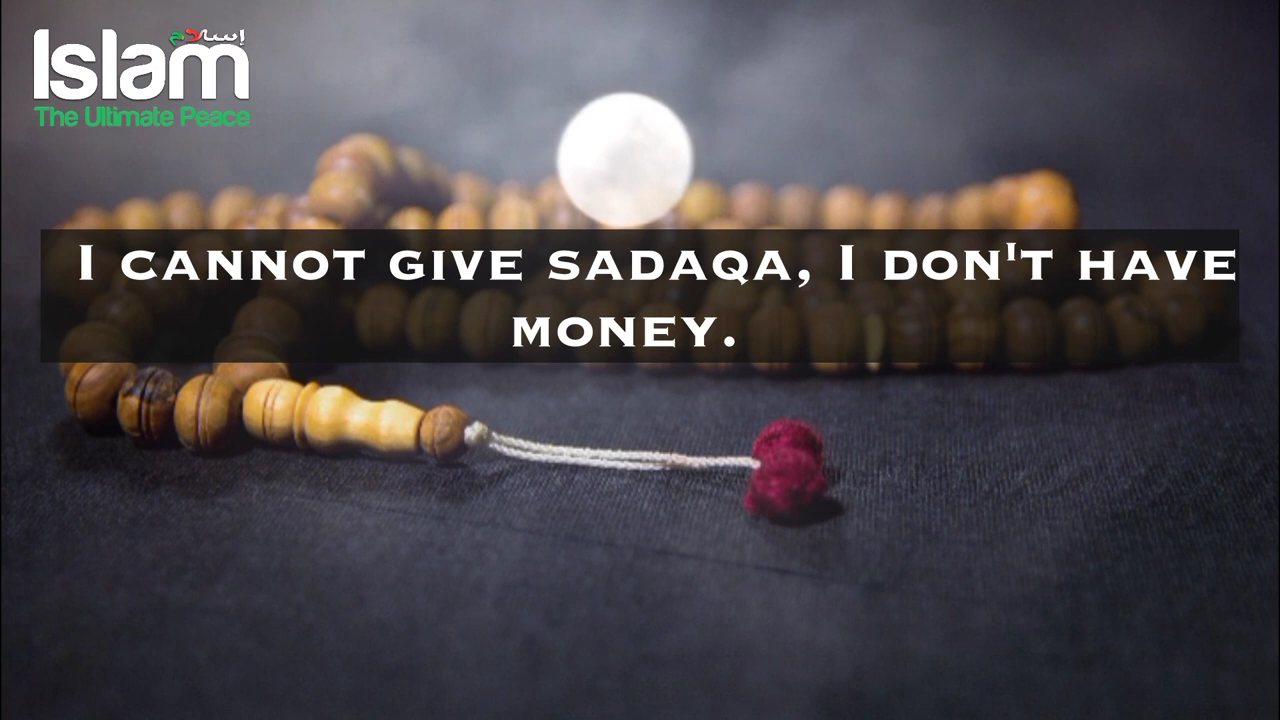 إسلام
Islam
The Ultimate Peace
I CANNOT GIVE SADAQA, I DON'T HAVE
MONEY.